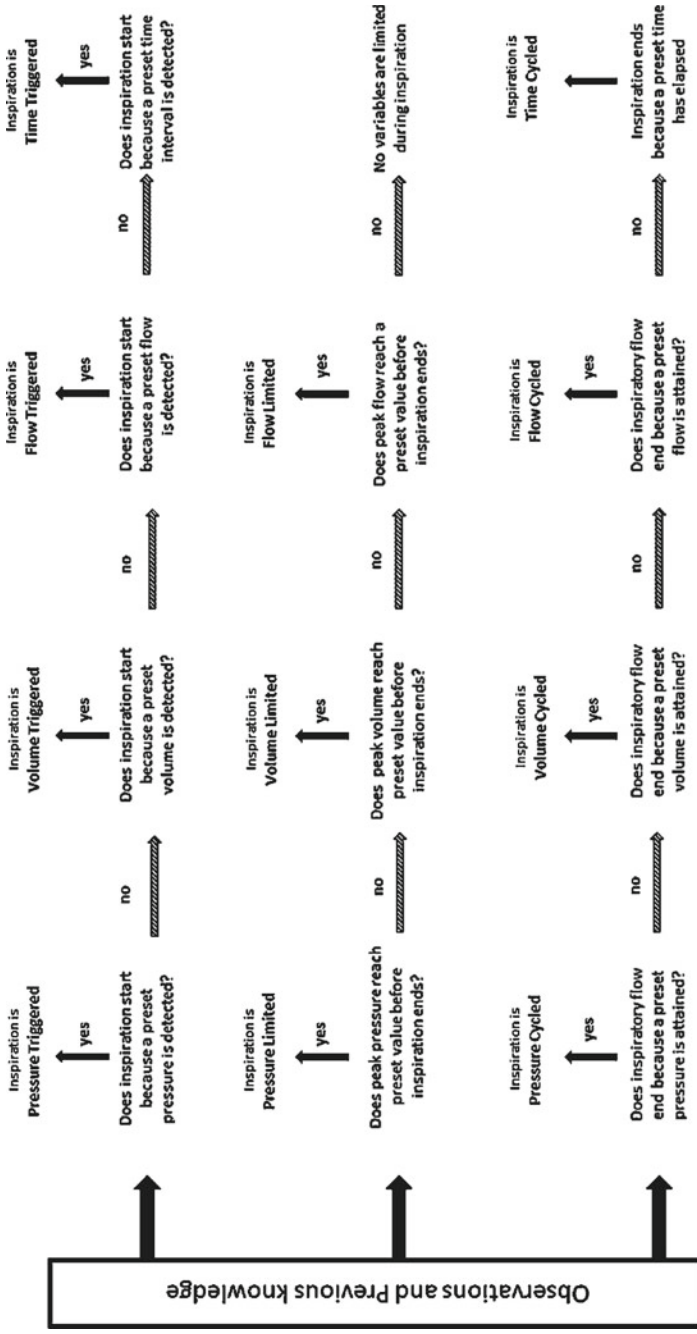 Observations and Previous knowledge
Inspiration is
Pressure Triggered
yes
Does inspiration start
because a preset
pressure is detected?
no
Inspiration is
Volume Triggered
yes
Does inspiration start
because a preset
volume is detected?
no
Inspiration is
Flow Triggered
yes
Does inspiration start
because a preset flow
is detected?
no
Inspiration is
Time Triggered
yes
Does inspiration start
because a preset time
interval is detected?
Inspiration is
Pressure Limited
yes
Does peak pressure reach
preset value before
inspiration ends?
no
Inspiration is
Volume Limited
yes
Does peak volume reach
preset value before
inspiration ends?
no
Inspiration is
Flow Limited
yes
Does peak flow reach a
preset value before
inspiration ends?
no
No variables are limited
during inspiration
Inspiration is
Pressure Cycled
yes
Does inspiratory flow
end because a preset
pressure is attained?
no
Inspiration is
Volume Cycled
yes
Does inspiratory flow
end because a preset
volume is attained?
no
Inspiration is
Flow Cycled
yes
Does inspiratory flow
end because a preset
flow is attained?
no
Inspiration is
Time Cycled
Inspiration ends
because a preset time
has elapsed